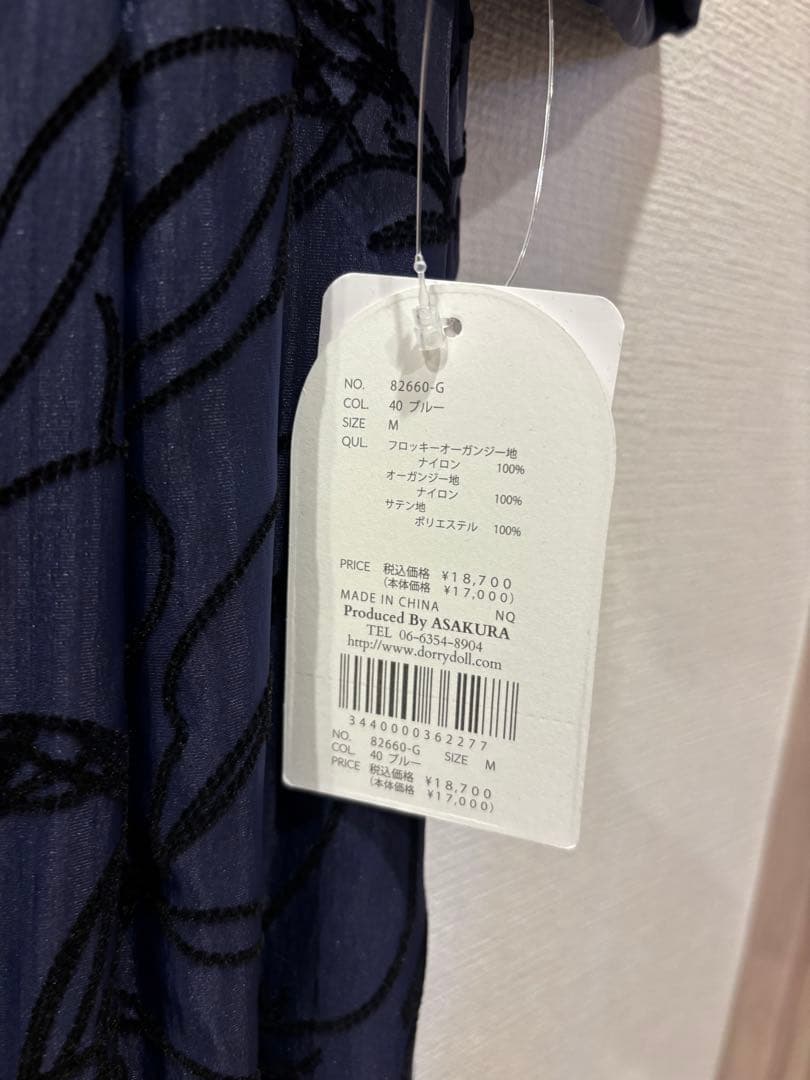 NO. 82660-G
COL. 40 ブルー
SIZE M
QUL. フロッキーオーガンジー地
ナイロン 100%
オーガンジー地
ナイロン 100%
サテン地
ポリエステル 100%
PRICE 税込価格 ¥18,700
(本体価格 ¥17,000)
MADE IN CHINA NQ
Produced By ASAKURA
TEL 06-6354-8904
http://www.dorrydoll.com
3440000362277
NO. 82660-G
COL. 40 ブルー SIZE M
PRICE 税込価格 ¥18,700
(本体価格 ¥17,000)